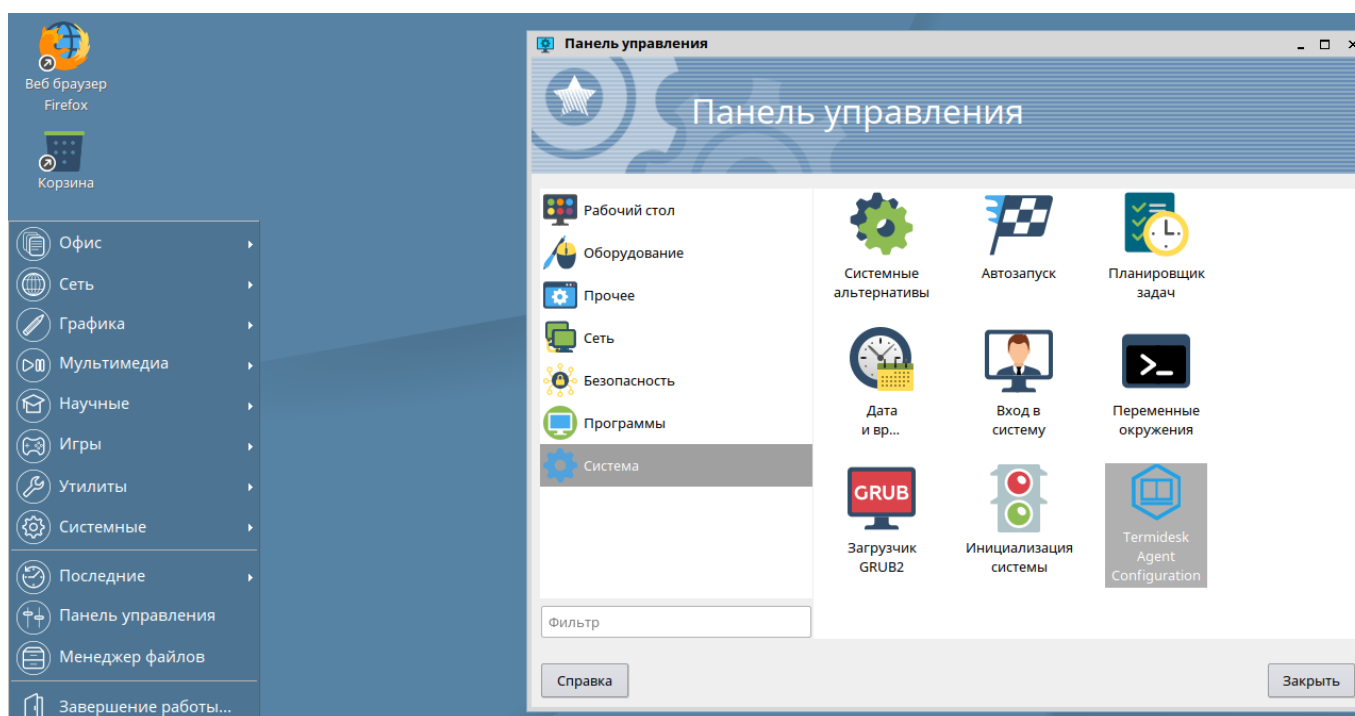 Веб браузер
Firefox
Корзина
Офис
Сеть
Графика
Мультимедиа
Научные
Игры
Утилиты
Системные
Последние
Панель управления
Менеджер файлов
Завершение работы...
Панель управления
Панель управления
Рабочий стол
Оборудование
Прочее
Сеть
Безопасность
Программы
Система
Фильтр
Системные
альтернативы
Автозапуск
Планировщик
задач
Дата
и вр...
Вход в
систему
Переменные
окружения
GRUB
Загрузчик
GRUB2
Инициализация
системы
Termidesk
Agent
Configuration
Справка
Закрыть